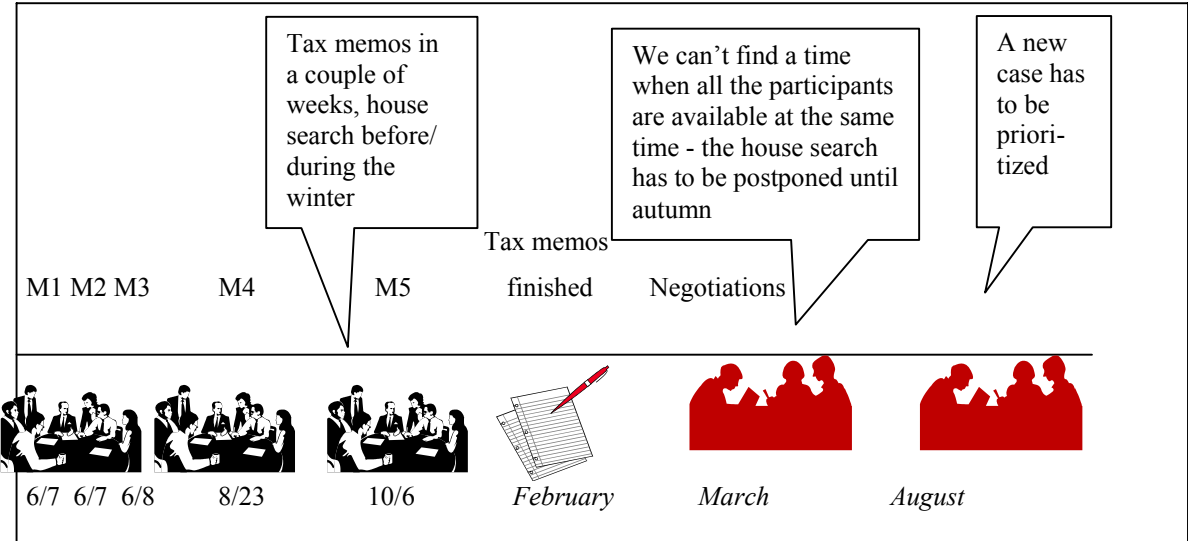 Tax memos in
a couple of
weeks, house
search before/
during the
winter
We can’t find a time
when all the participants
are available at the same
time - the house search
has to be postponed until
autumn
A new
case has
to be
priori-
tized
Tax memos
M1 M2 M3 M4 M5 finished Negotiations
6/7 6/7 6/8 8/23 10/6 February March August